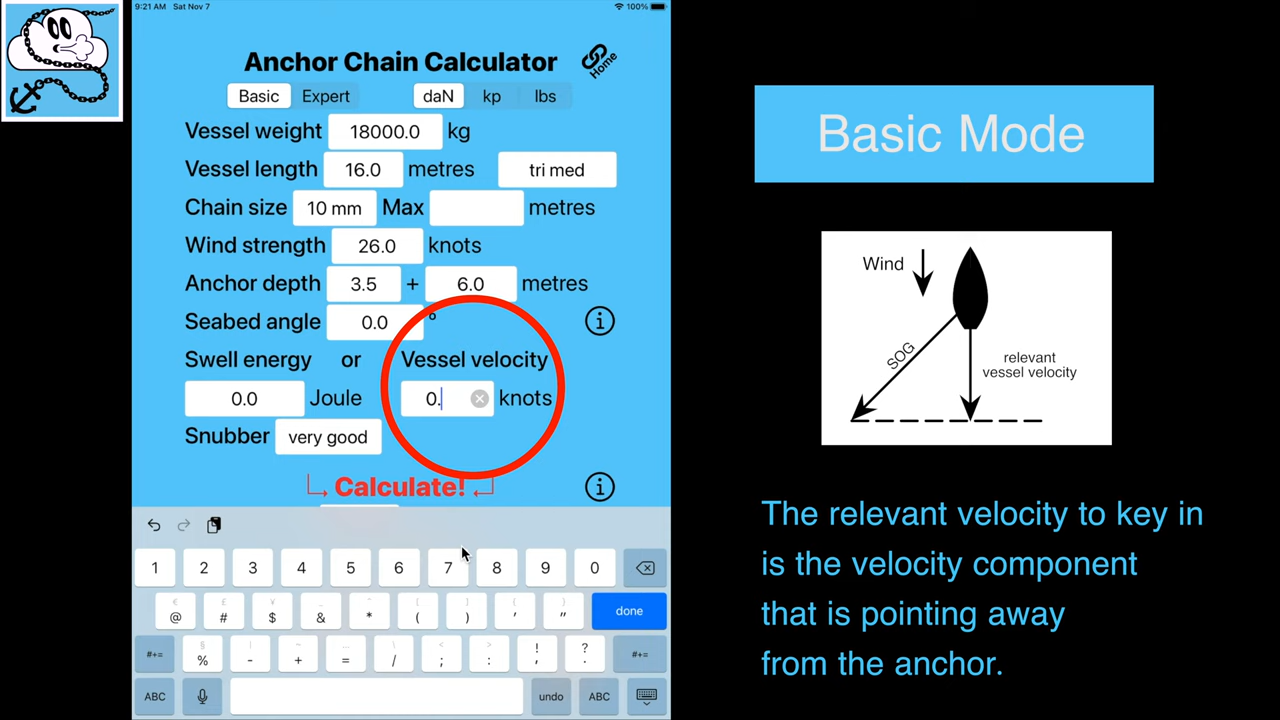 9:21 AM Sat Nov 7
100%
Anchor Chain Calculator
Home
Basic Expert daN kp lbs
Vessel weight 18000.0 kg
Vessel length 16.0 metres tri med
Chain size 10 mm Max metres
Wind strength 26.0 knots
Anchor depth 3.5 + 6.0 metres
Seabed angle 0.0 °
Swell energy or Vessel velocity
0.0 Joule 0. knots
Snubber very good
Calculate!
1 2 3 4 5 6 7 8 9 0
€ £ ¥ _ ^ [ ] { }
@ # $ & * ( ) ' " done
§ | ~ … \ < > ! ?
#+= % - + = / ; : , . #+=
ABC undo ABC
Basic Mode
Wind
SOG
relevant
vessel velocity
The relevant velocity to key in
is the velocity component
that is pointing away
from the anchor.